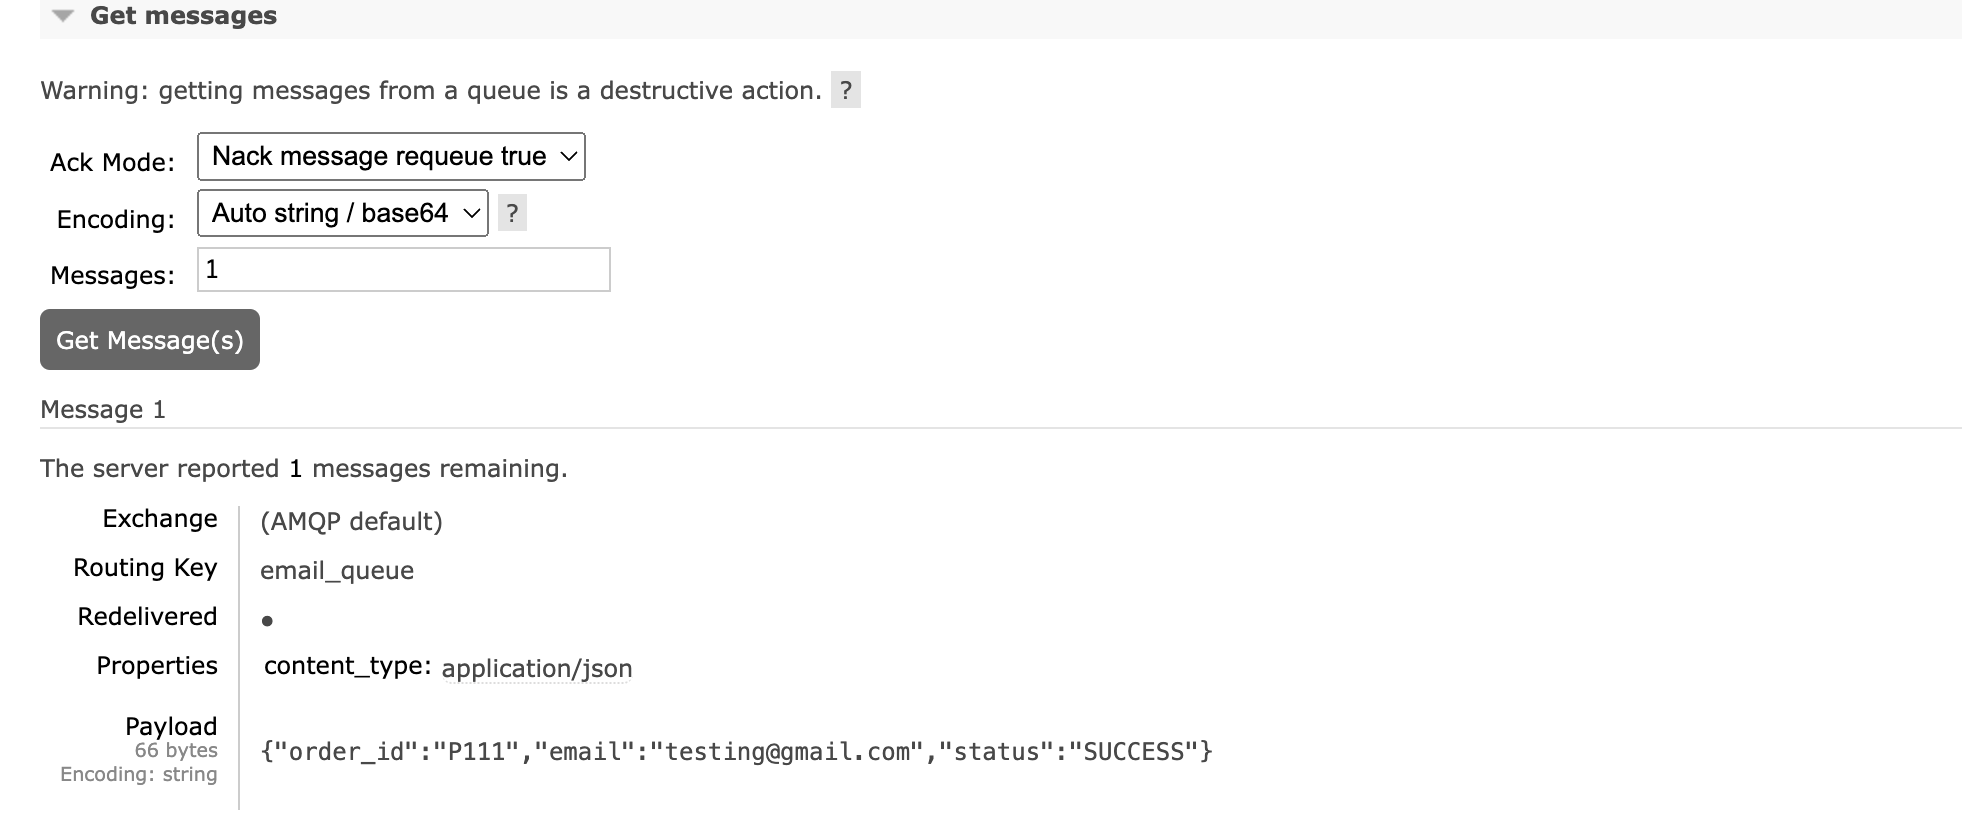 Get messages
Warning: getting messages from a queue is a destructive action. ?
Ack Mode: Nack message requeue true
Encoding: Auto string / base64 ?
Messages: 1
Get Message(s)
Message 1
The server reported 1 messages remaining.
Exchange (AMQP default)
Routing Key email_queue
Redelivered ●
Properties content_type: application/json
Payload
66 bytes
Encoding: string
{"order_id":"P111","email":"testing@gmail.com","status":"SUCCESS"}